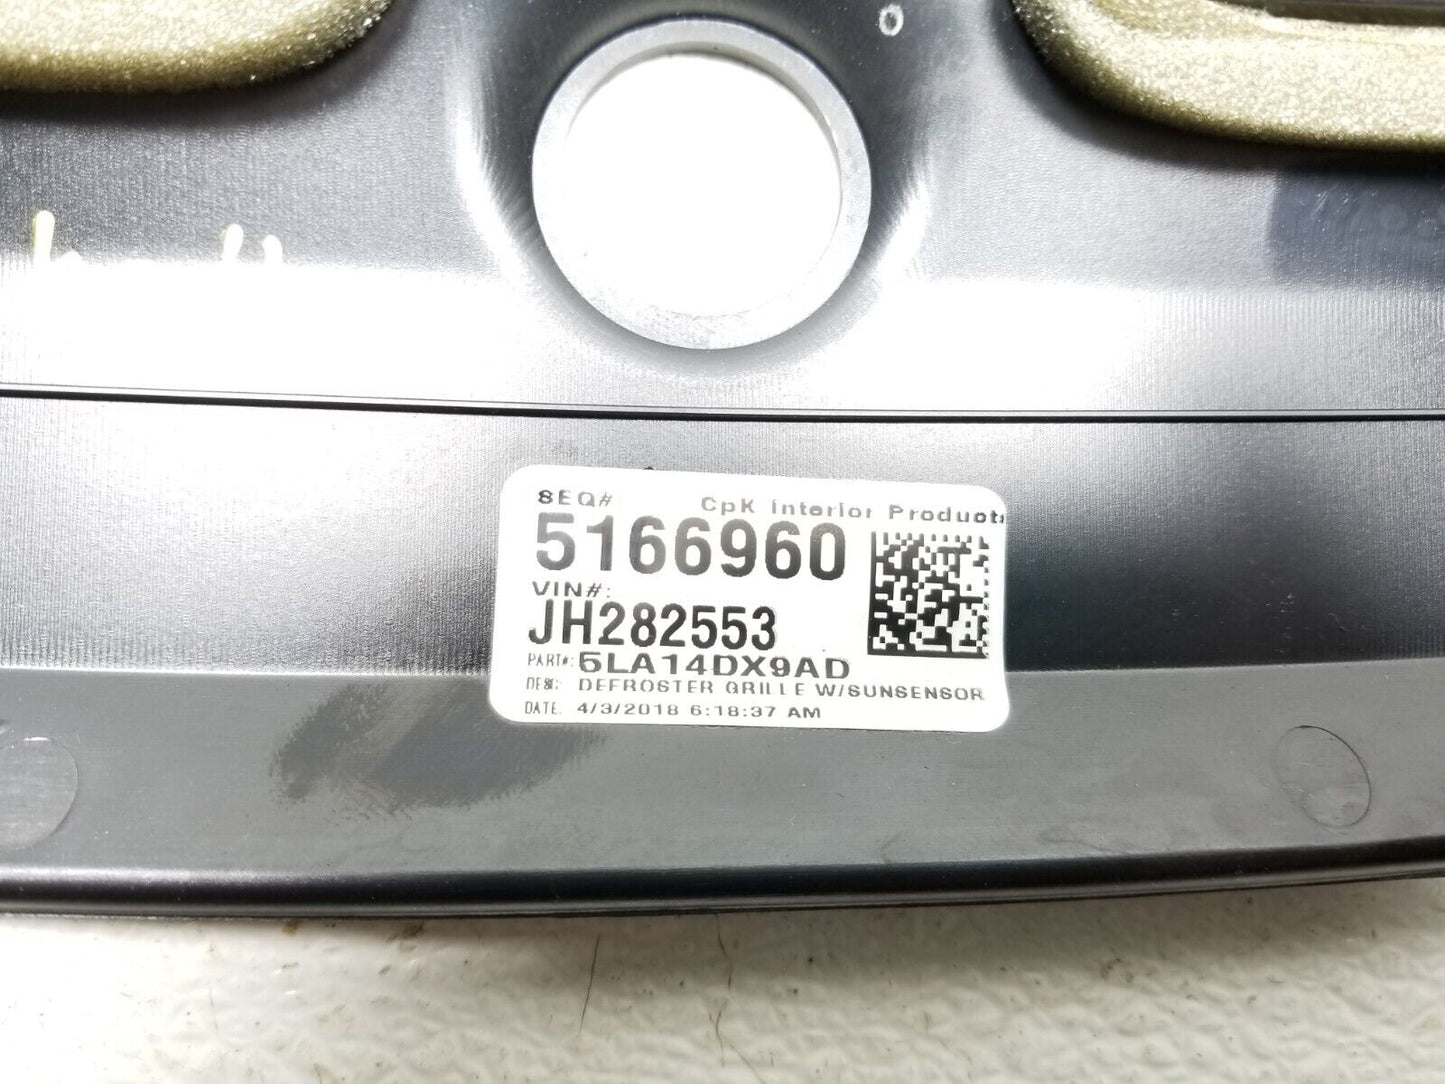 SEQ#: CpK Interior Products
5166960
VIN#:
JH282553
PART#: 5LA14DX9AD
DESC: DEFROSTER GRILLE W/SUNSENSOR
DATE: 4/3/2018 6:18:37 AM